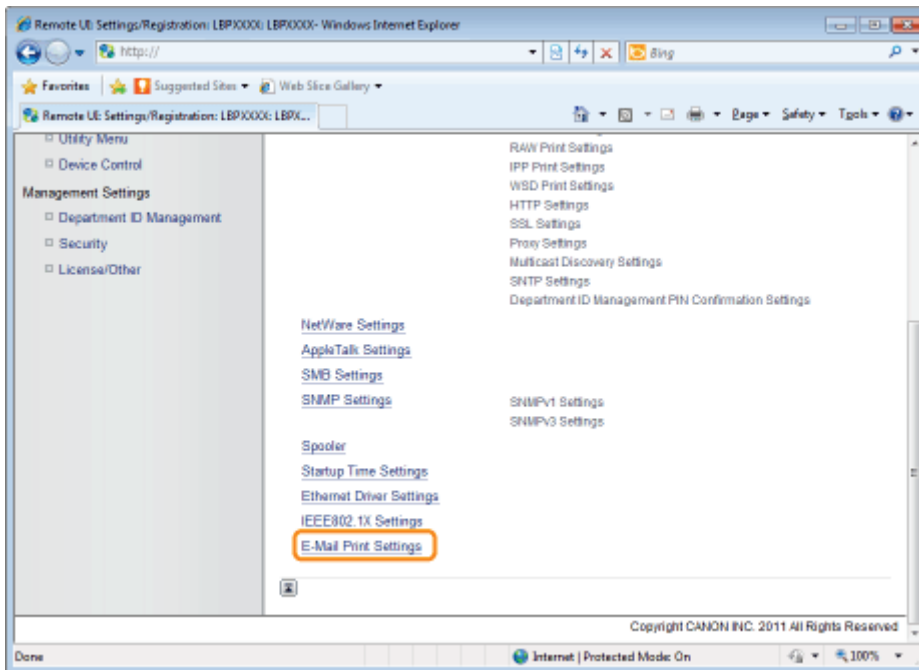 Remote UI: Settings/Registration: LBPXXXX: LBPXXXX- Windows Internet Explorer
http://
Bing
Favorites Suggested Sites Web Slice Gallery
Remote UI: Settings/Registration: LBPXXXX: LBPX...
Page Safety Tools
Utility Menu
Device Control
Management Settings
Department ID Management
Security
License/Other
RAW Print Settings
IPP Print Settings
WSD Print Settings
HTTP Settings
SSL Settings
Proxy Settings
Multicast Discovery Settings
SNTP Settings
Department ID Management PIN Confirmation Settings
NetWare Settings
AppleTalk Settings
SMB Settings
SNMP Settings
SNMPv1 Settings
SNMPv3 Settings
Spooler
Startup Time Settings
Ethernet Driver Settings
IEEE802.1X Settings
E-Mail Print Settings
Copyright CANON INC. 2011 All Rights Reserved
Done
Internet | Protected Mode: On
100%